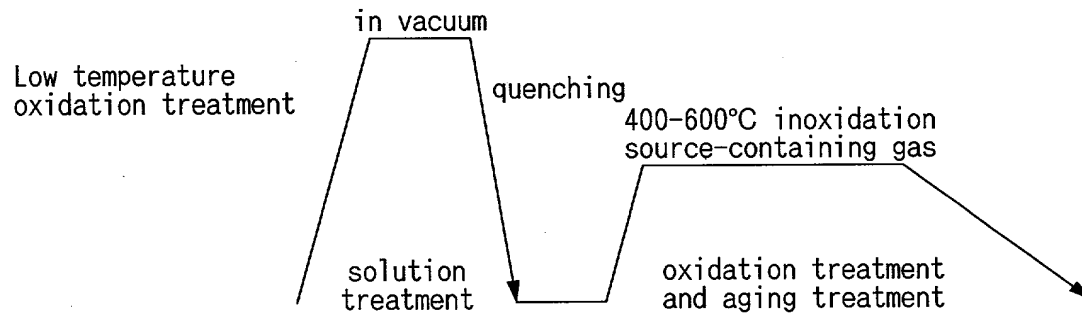 in vacuum
Low temperature
oxidation treatment
quenching
400-600°C inoxidation
source-containing gas
solution
treatment
oxidation treatment
and aging treatment